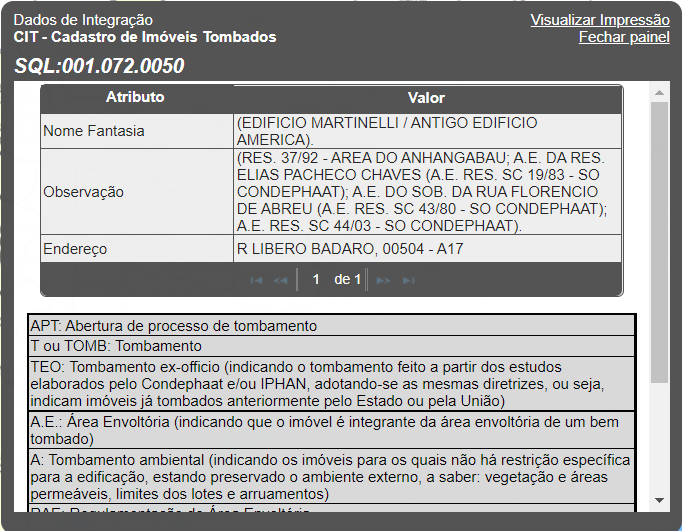 Dados de Integração
Visualizar Impressão
CIT - Cadastro de Imóveis Tombados
Fechar painel
SQL:001.072.0050
Atributo
Valor
Nome Fantasia
(EDIFICIO MARTINELLI / ANTIGO EDIFICIO
AMERICA).
Observação
(RES. 37/92 - AREA DO ANHANGABAU; A.E. DA RES.
ELIAS PACHECO CHAVES (A.E. RES. SC 19/83 - SO
CONDEPHAAT); A.E. DO SOB. DA RUA FLORENCIO
DE ABREU (A.E. RES. SC 43/80 - SO CONDEPHAAT);
A.E. RES. SC 44/03 - SO CONDEPHAAT).
Endereço
R LIBERO BADARO, 00504 - A17
1 de 1
APT: Abertura de processo de tombamento
T ou TOMB: Tombamento
TEO: Tombamento ex-officio (indicando o tombamento feito a partir dos estudos
elaborados pelo Condephaat e/ou IPHAN, adotando-se as mesmas diretrizes, ou seja,
indicam imóveis já tombados anteriormente pelo Estado ou pela União)
A.E.: Área Envoltória (indicando que o imóvel é integrante da área envoltória de um bem
tombado)
A: Tombamento ambiental (indicando os imóveis para os quais não há restrição específica
para a edificação, estando preservado o ambiente externo, a saber: vegetação e áreas
permeáveis, limites dos lotes e arruamentos)
RAE: Regulamentação de Área Envoltória